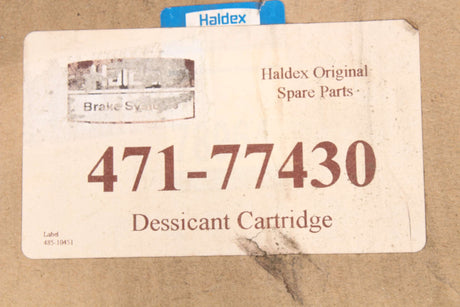 Haldex
Brake Systems
Haldex Original
Spare Parts
471-77430
Dessicant Cartridge
Label
485-10451